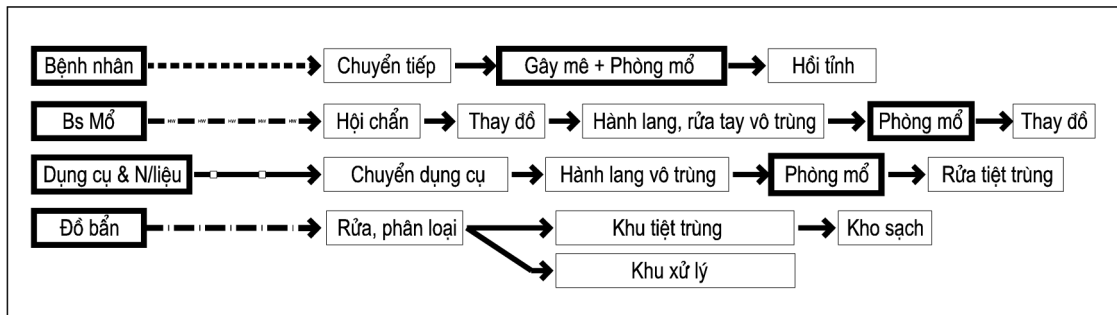 Bệnh nhân Chuyển tiếp Gây mê + Phòng mổ Hồi tỉnh
Bs Mổ Hội chẩn Thay đồ Hành lang, rửa tay vô trùng Phòng mổ Thay đồ
Dụng cụ & N/liệu Chuyển dụng cụ Hành lang vô trùng Phòng mổ Rửa tiệt trùng
Đồ bẩn Rửa, phân loại Khu tiệt trùng Kho sạch
Khu xử lý